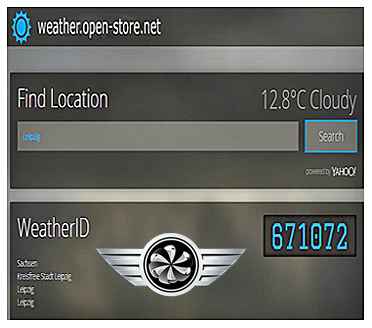 weather.open-store.net
Find Location
12.8°C Cloudy
Leipzig
Search
powered by YAHOO!
WeatherID
671072
Sachsen
Kreisfreie Stadt Leipzig
Leipzig
Leipzig